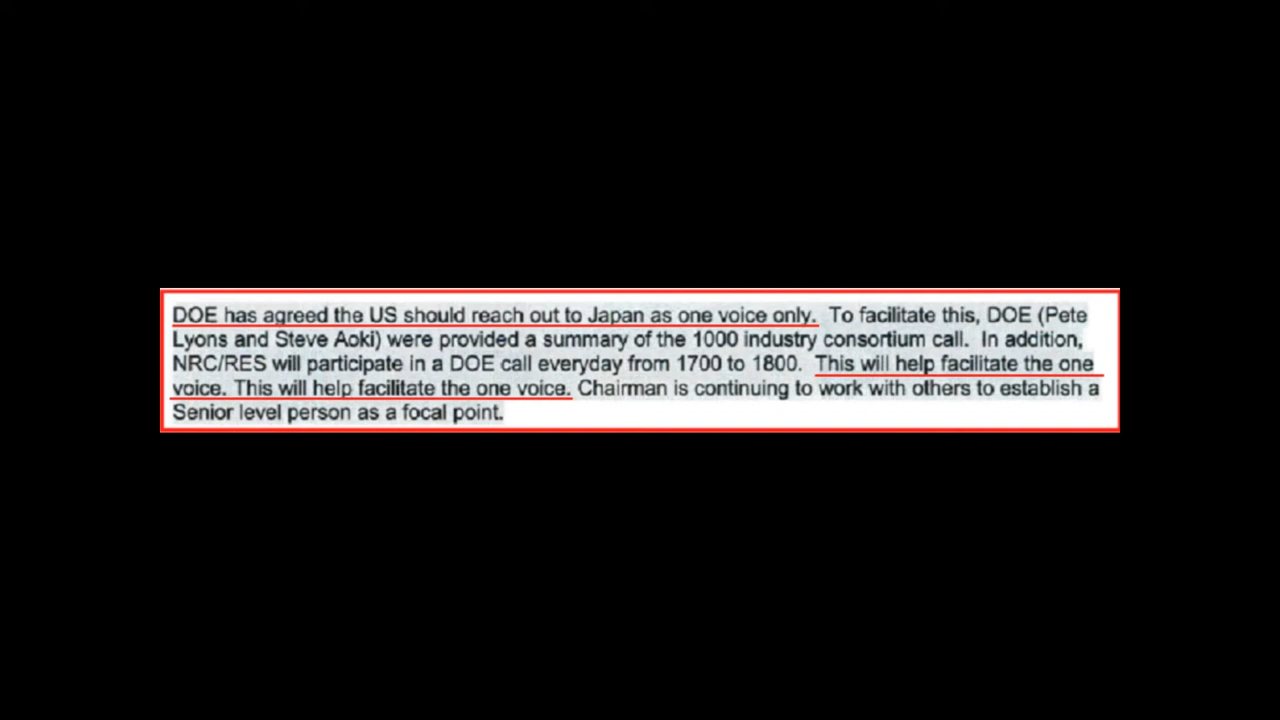 DOE has agreed the US should reach out to Japan as one voice only. To facilitate this, DOE (Pete
Lyons and Steve Aoki) were provided a summary of the 1000 industry consortium call. In addition,
NRC/RES will participate in a DOE call everyday from 1700 to 1800. This will help facilitate the one
voice. This will help facilitate the one voice. Chairman is continuing to work with others to establish a
Senior level person as a focal point.